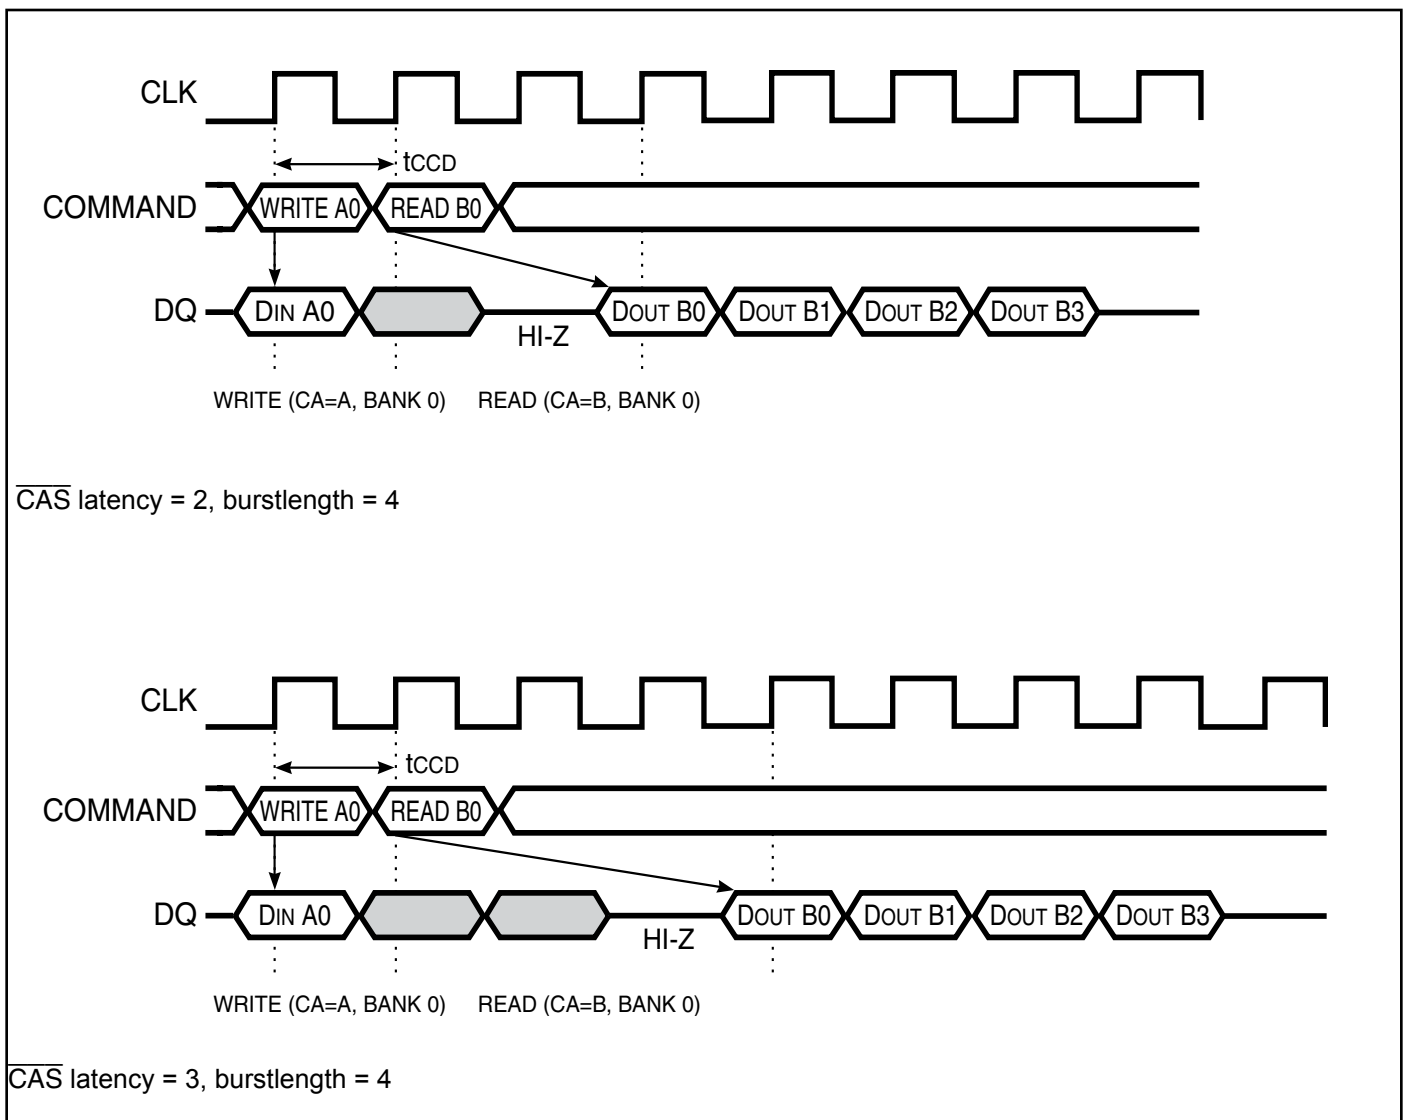 CLK
tCCD
COMMAND WRITE A0 READ B0
DQ DIN A0 DOUT B0 DOUT B1 DOUT B2 DOUT B3
HI-Z
WRITE (CA=A, BANK 0) READ (CA=B, BANK 0)
CAS latency = 2, burstlength = 4
CLK
tCCD
COMMAND WRITE A0 READ B0
DQ DIN A0 DOUT B0 DOUT B1 DOUT B2 DOUT B3
HI-Z
WRITE (CA=A, BANK 0) READ (CA=B, BANK 0)
CAS latency = 3, burstlength = 4